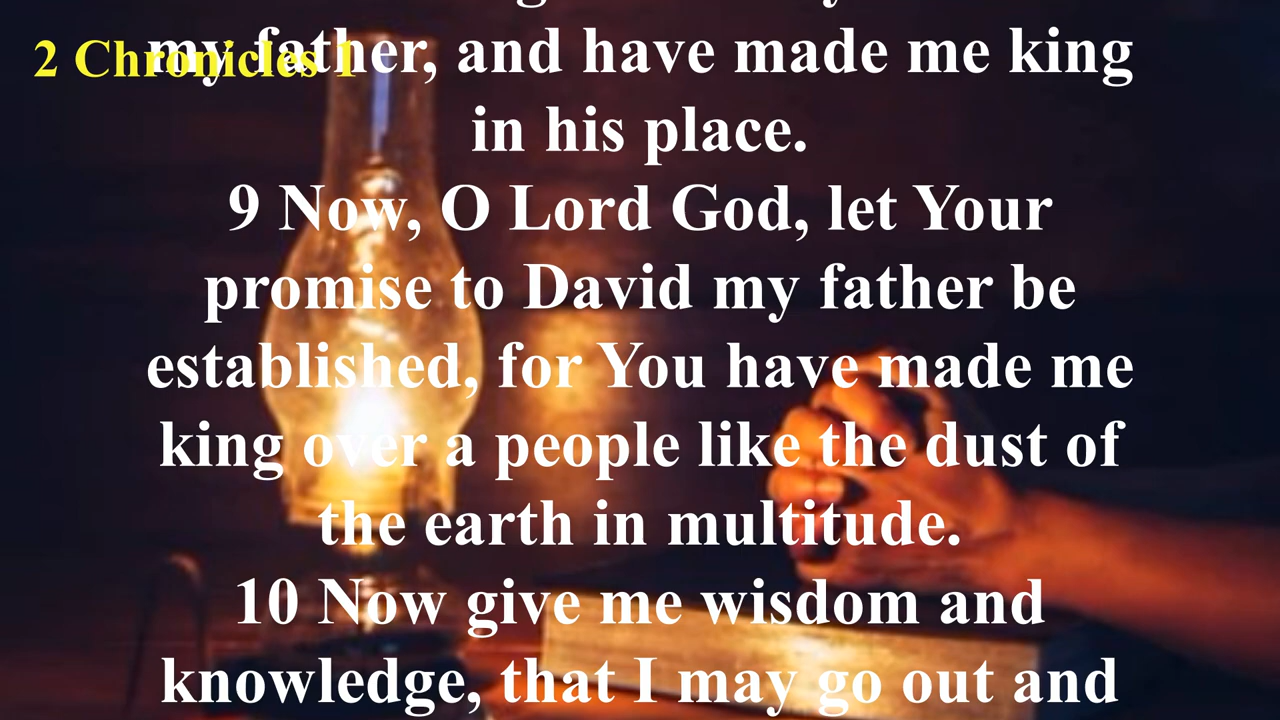 2 Chronicles 1
my father, and have made me king
in his place.
9 Now, O Lord God, let Your
promise to David my father be
established, for You have made me
king over a people like the dust of
the earth in multitude.
10 Now give me wisdom and
knowledge, that I may go out and